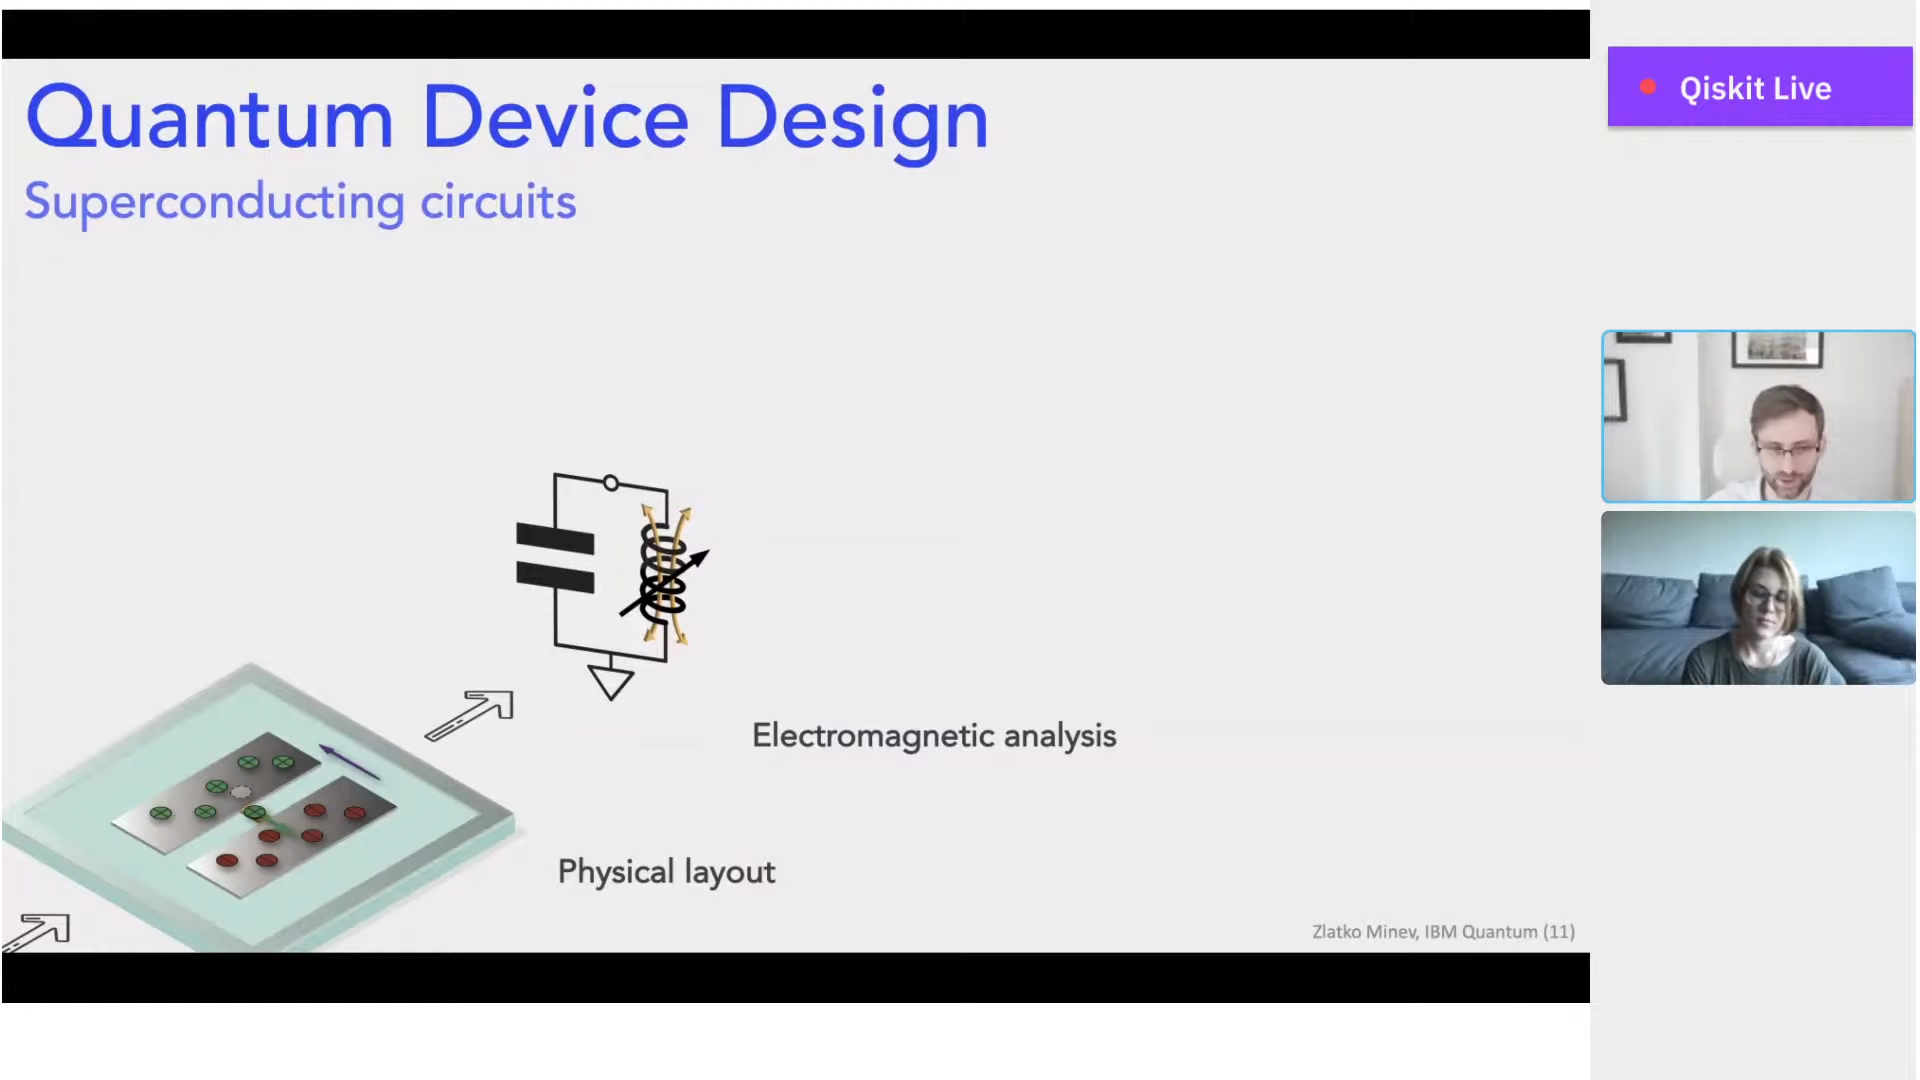 Quantum Device Design
Superconducting circuits
Qiskit Live
Electromagnetic analysis
Physical layout
Zlatko Minev, IBM Quantum (11)